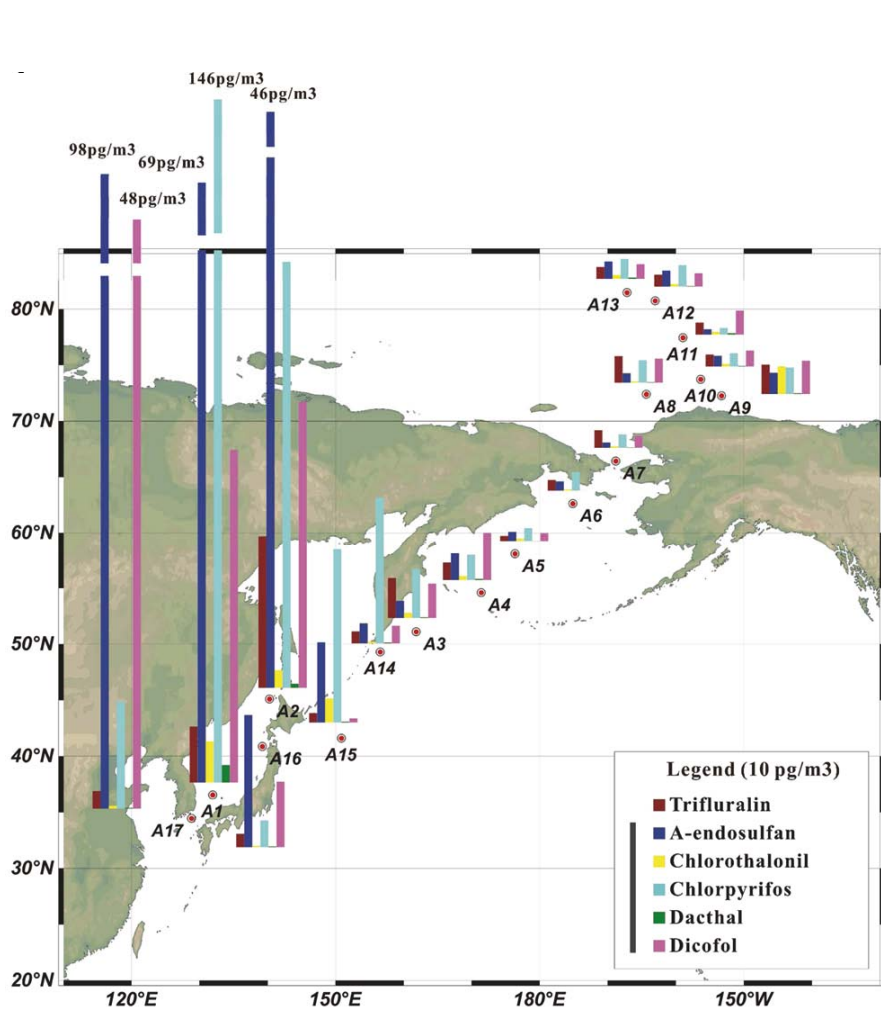 146pg/m3
46pg/m3
98pg/m3
69pg/m3
48pg/m3
80°N
70°N
60°N
50°N
40°N
30°N
20°N
120°E
150°E
180°E
150°W
A13
A12
A11
A8
A10
A9
A7
A6
A5
A4
A3
A14
A2
A16
A15
A1
A17
Legend (10 pg/m3)
Trifluralin
A-endosulfan
Chlorothalonil
Chlorpyrifos
Dacthal
Dicofol